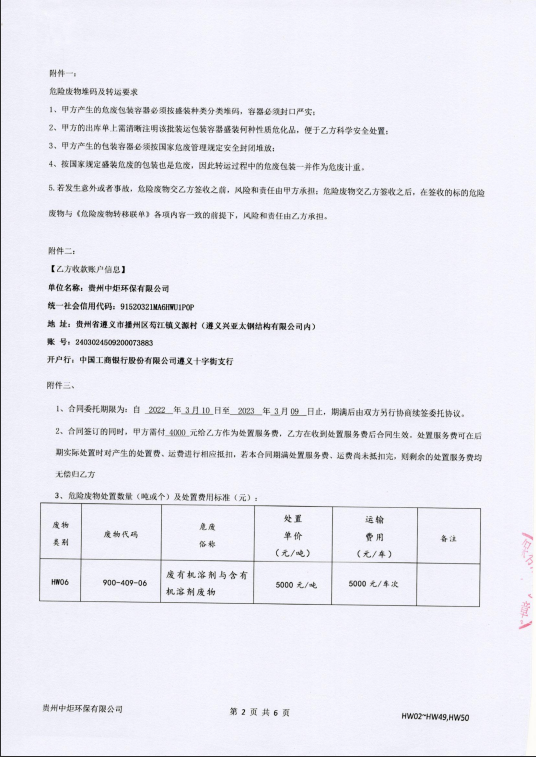 附件一:
危险废物堆码及转运要求
1、甲方产生的危废包装容器必须按盛装种类分类堆码，容器必须封口严实;
2、甲方的出库单上需清晰注明该批装运包装容器盛装何种性质危化品，便于乙方科学安全处置;
3、甲方产生的包装容器必须按国家危废管理规定安全封闭堆放;
4、按国家规定盛装危废的包装也是危废，因此转运过程中的危废包装一并作为危废计重。
5.若发生意外或者事故，危险废物交乙方签收之前，风险和责任由甲方承担;危险废物交乙方签收之后，在签收的标的危险
废物与《危险废物转移联单》各项内容一致的前提下，风险和责任由乙方承担。
附件二:
【乙方收款账户信息】
单位名称: 贵州中炬环保有限公司
统一社会信用代码: 91520321MA6HWU1P0P
地 址: 贵州省遵义市播州区苟江镇义源村（遵义兴亚太钢结构有限公司内）
账 号: 2403024509200073883
开户行: 中国工商银行股份有限公司遵义十字街支行
附件三、
1、合同委托期限为: 自 2022 年 3 月 10 日至 2023 年 3 月 09 日止，期满后由双方另行协商续签委托协议。
2、合同签订的同时，甲方需付 4000 元给乙方作为处置服务费，乙方在收到处置服务费后合同生效。处置服务费可在后
期实际处置时对产生的处置费、运费进行相应抵扣，若本合同期满处置服务费、运费尚未抵扣完，则剩余的处置服务费均
无偿归乙方
3、危险废物处置数量（吨或个）及处置费用标准（元）:
废物类别 废物代码 危废俗称 处置单价（元/吨） 运输费用（元/车） 备注
HW06 900-409-06 废有机溶剂与含有机溶剂废物 5000 元/吨 5000 元/车次
贵州中炬环保有限公司 第 2 页 共 6 页 HW02~HW49,HW50